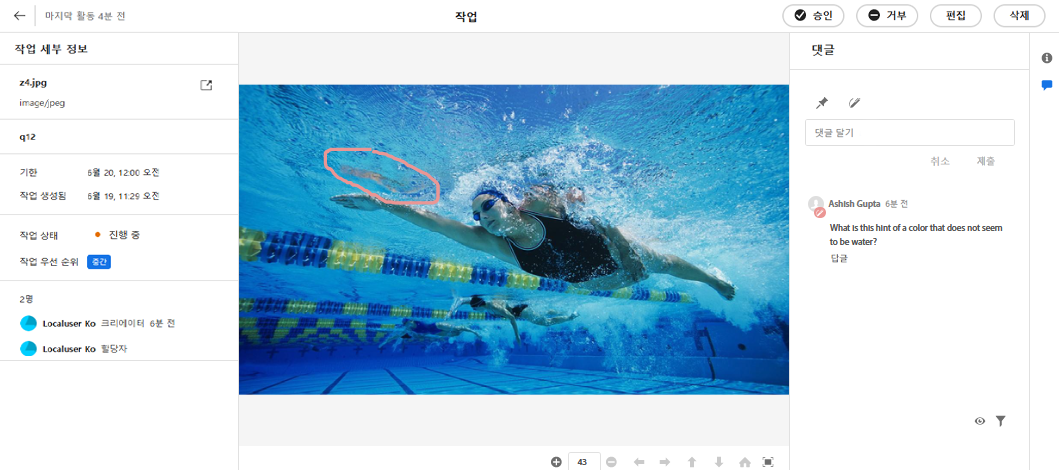 마지막 활동 4분 전
작업
승인
거부
편집
삭제
작업 세부 정보
z4.jpg
image/jpeg
q12
기한 6월 20, 12:00 오전
작업 생성됨 6월 19, 11:29 오전
작업 상태 진행 중
작업 우선 순위 중간
2명
Localuser Ko 크리에이터 6분 전
Localuser Ko 할당자
43
댓글
댓글 달기
취소 제출
Ashish Gupta 6분 전
What is this hint of a color that does not seem
to be water?
답글